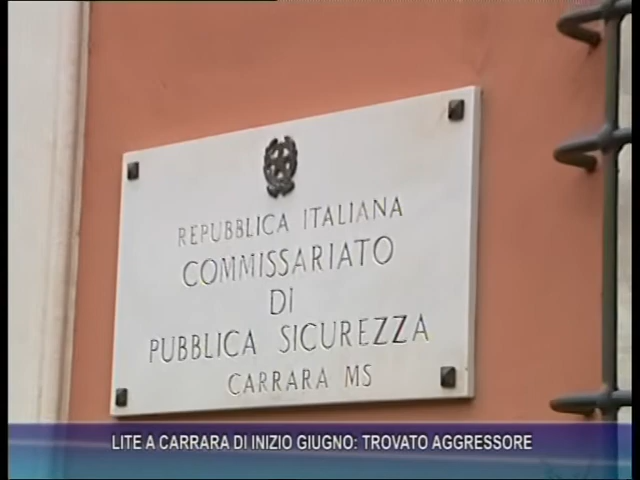 REPUBBLICA ITALIANA
COMMISSARIATO
DI
PUBBLICA SICUREZZA
CARRARA MS
LITE A CARRARA DI INIZIO GIUGNO: TROVATO AGGRESSORE